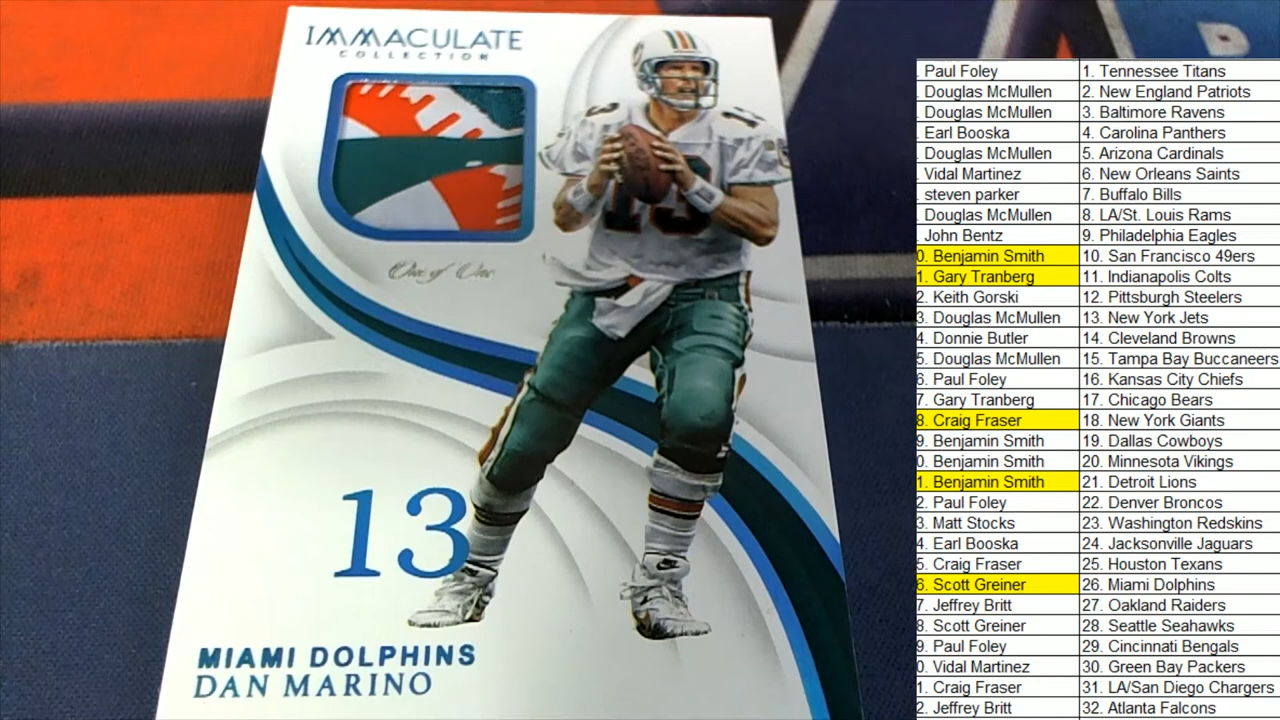 IMMACULATE
COLLECTION
One of One
13
13
MIAMI DOLPHINS
DAN MARINO
. Paul Foley 1. Tennessee Titans
. Douglas McMullen 2. New England Patriots
. Douglas McMullen 3. Baltimore Ravens
. Earl Booska 4. Carolina Panthers
. Douglas McMullen 5. Arizona Cardinals
. Vidal Martinez 6. New Orleans Saints
. steven parker 7. Buffalo Bills
. Douglas McMullen 8. LA/St. Louis Rams
. John Bentz 9. Philadelphia Eagles
0. Benjamin Smith 10. San Francisco 49ers
1. Gary Tranberg 11. Indianapolis Colts
2. Keith Gorski 12. Pittsburgh Steelers
3. Douglas McMullen 13. New York Jets
4. Donnie Butler 14. Cleveland Browns
5. Douglas McMullen 15. Tampa Bay Buccaneers
6. Paul Foley 16. Kansas City Chiefs
7. Gary Tranberg 17. Chicago Bears
8. Craig Fraser 18. New York Giants
9. Benjamin Smith 19. Dallas Cowboys
0. Benjamin Smith 20. Minnesota Vikings
1. Benjamin Smith 21. Detroit Lions
2. Paul Foley 22. Denver Broncos
3. Matt Stocks 23. Washington Redskins
4. Earl Booska 24. Jacksonville Jaguars
5. Craig Fraser 25. Houston Texans
6. Scott Greiner 26. Miami Dolphins
7. Jeffrey Britt 27. Oakland Raiders
8. Scott Greiner 28. Seattle Seahawks
9. Paul Foley 29. Cincinnati Bengals
0. Vidal Martinez 30. Green Bay Packers
1. Craig Fraser 31. LA/San Diego Chargers
2. Jeffrey Britt 32. Atlanta Falcons